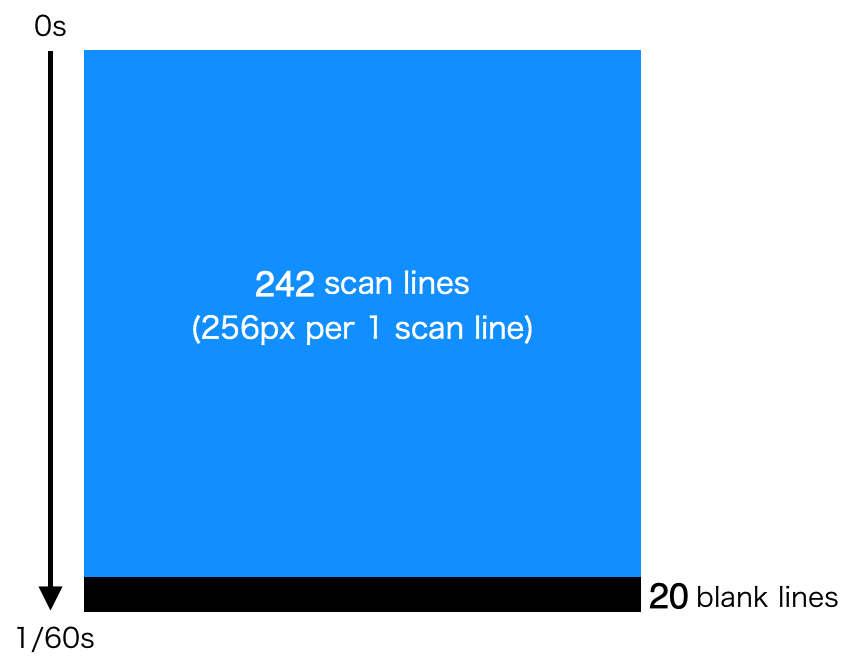 0s
242 scan lines
(256px per 1 scan line)
20 blank lines
1/60s